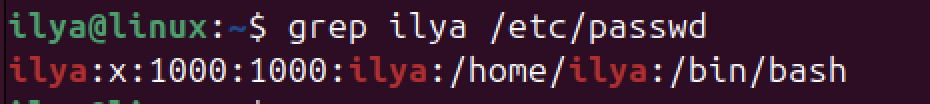 ilya@linux:~$ grep ilya /etc/passwd
ilya:x:1000:1000:ilya:/home/ilya:/bin/bash